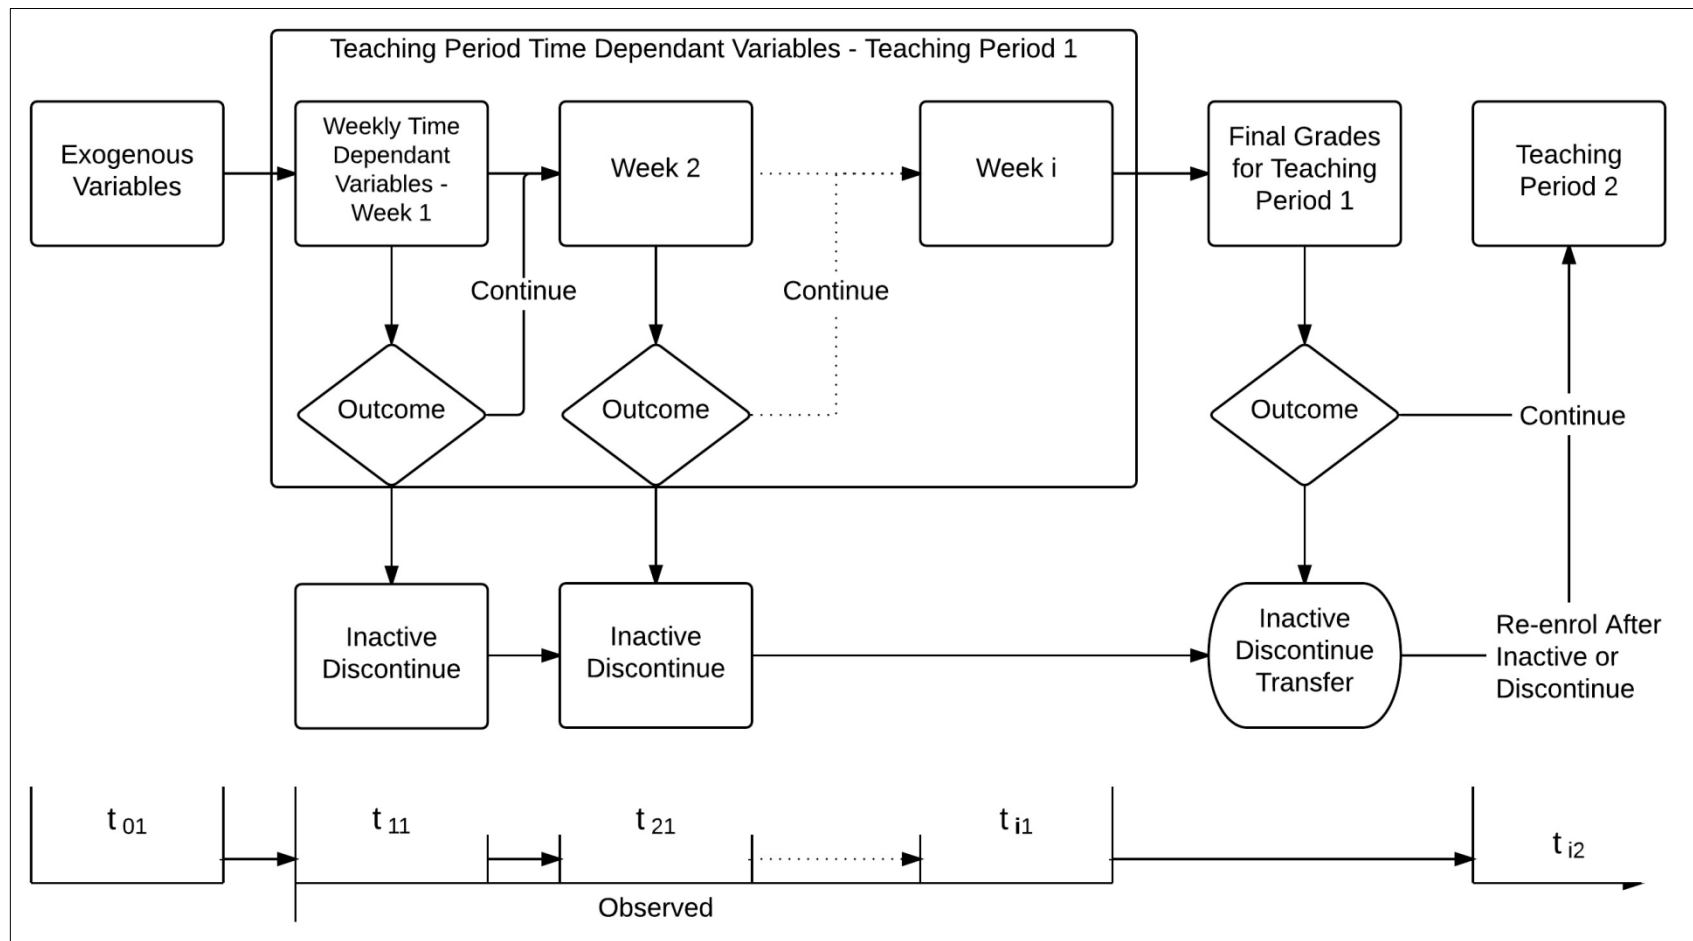 Teaching Period Time Dependant Variables - Teaching Period 1
Exogenous
Variables
Weekly Time
Dependant
Variables -
Week 1
Week 2
Week i
Final Grades
for Teaching
Period 1
Teaching
Period 2
Continue
Continue
Outcome
Outcome
Outcome
Continue
Inactive
Discontinue
Inactive
Discontinue
Inactive
Discontinue
Transfer
Re-enrol After
Inactive or
Discontinue
t 01
t 11
t 21
t i1
t i2
Observed